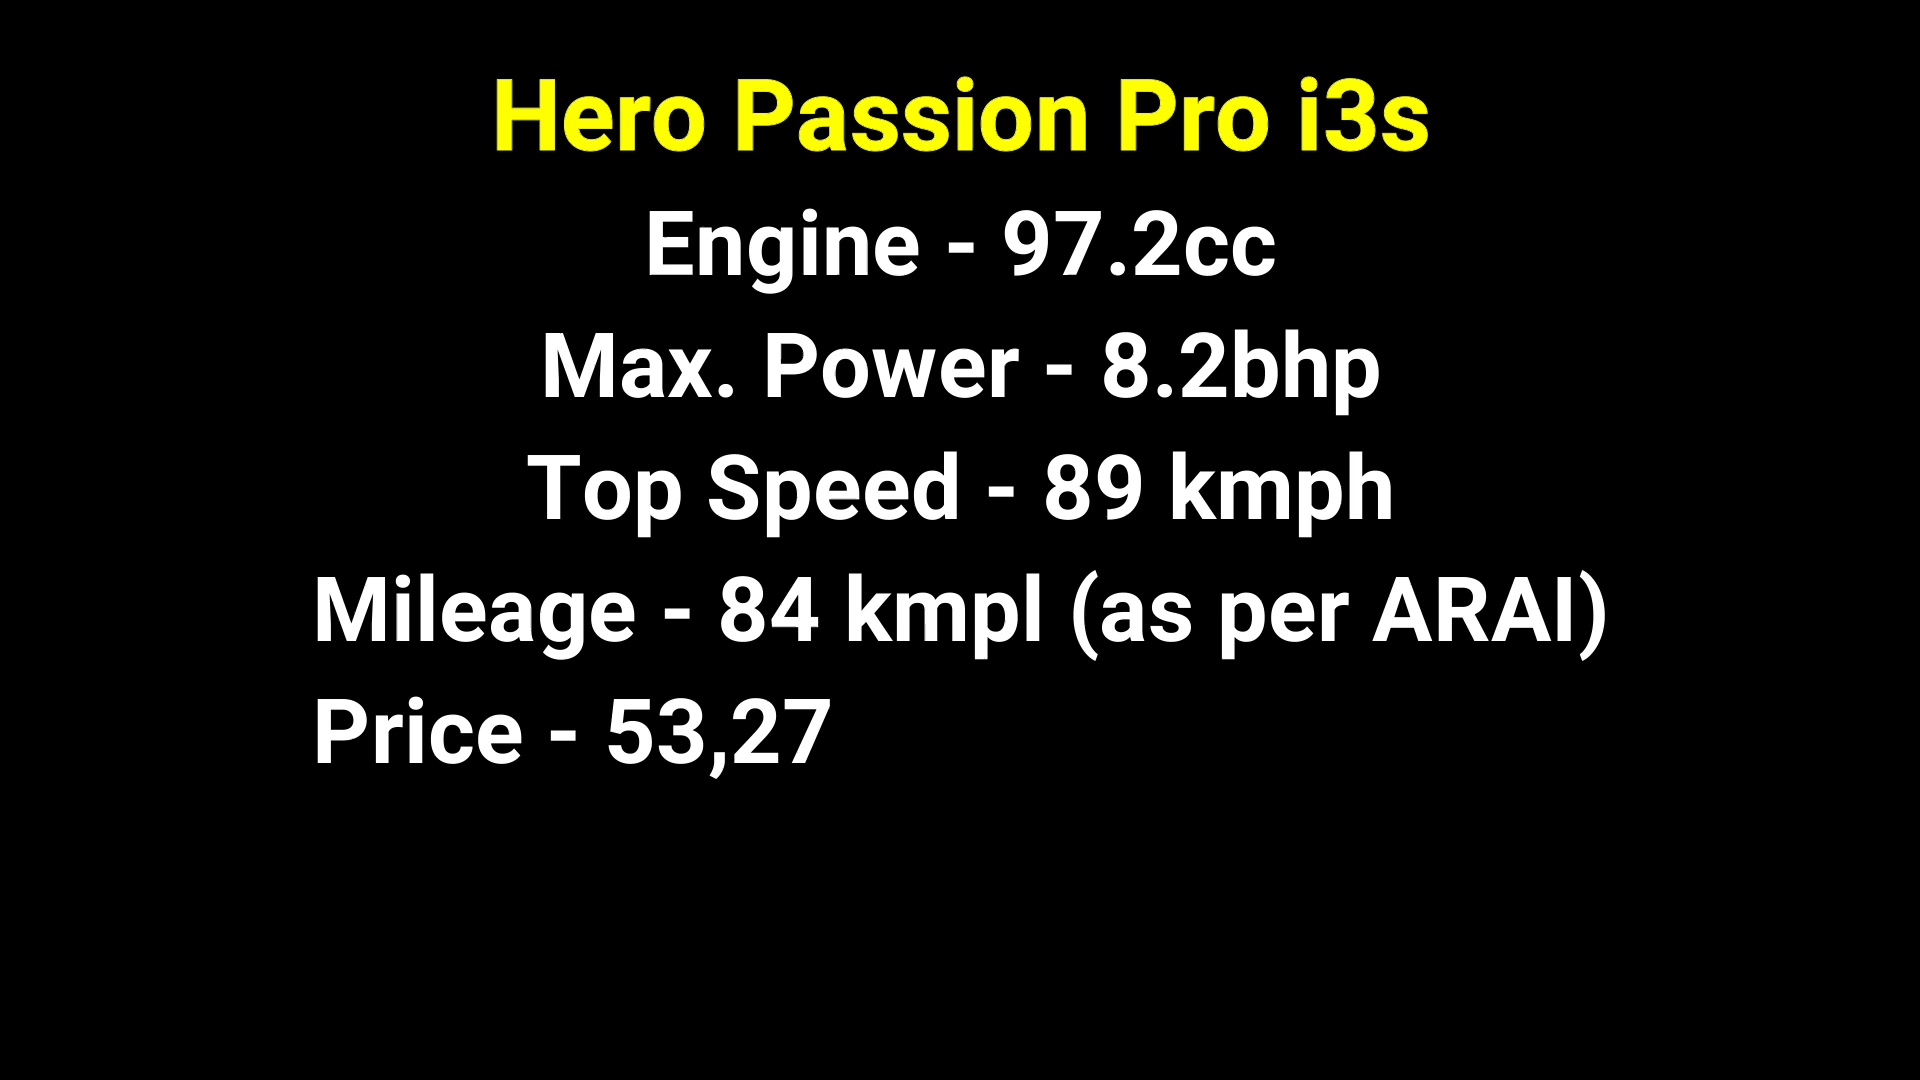 Hero Passion Pro i3s
Engine - 97.2cc
Max. Power - 8.2bhp
Top Speed - 89 kmph
Mileage - 84 kmpl (as per ARAI)
Price - 53,27